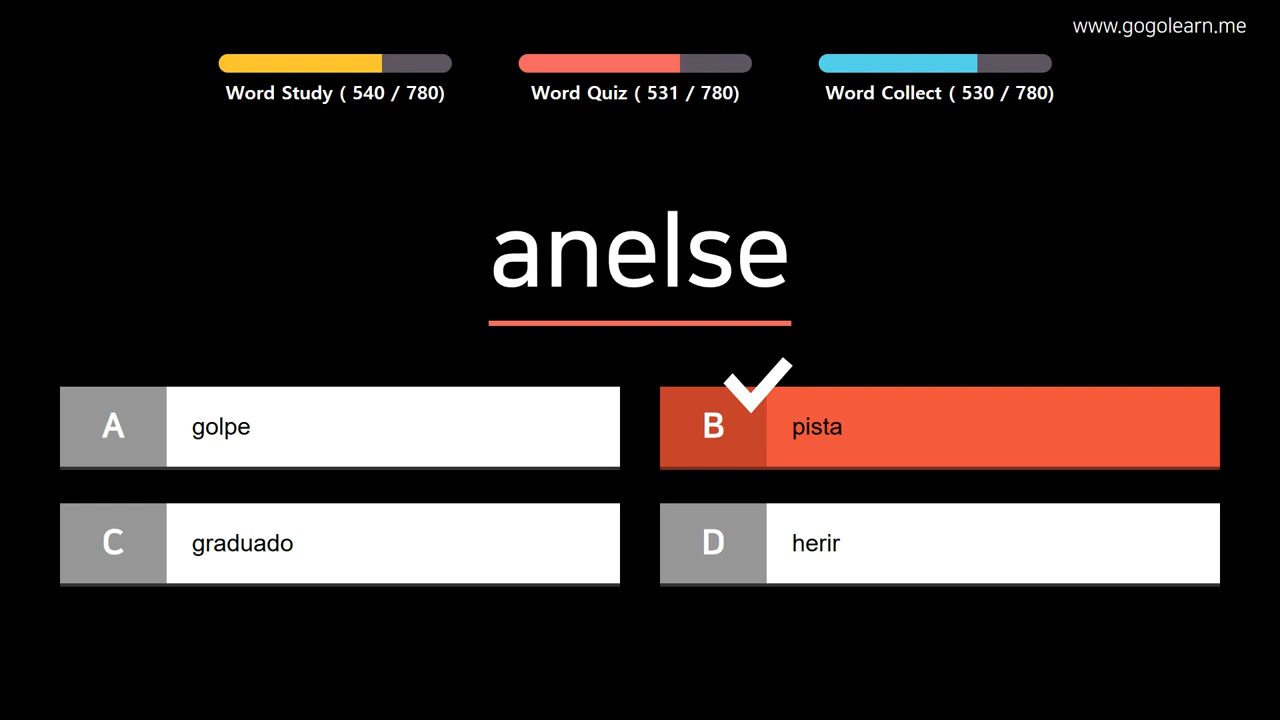 www.gogolearn.me
Word Study ( 540 / 780)
Word Quiz ( 531 / 780)
Word Collect ( 530 / 780)
anelse
A golpe
B pista
C graduado
D herir